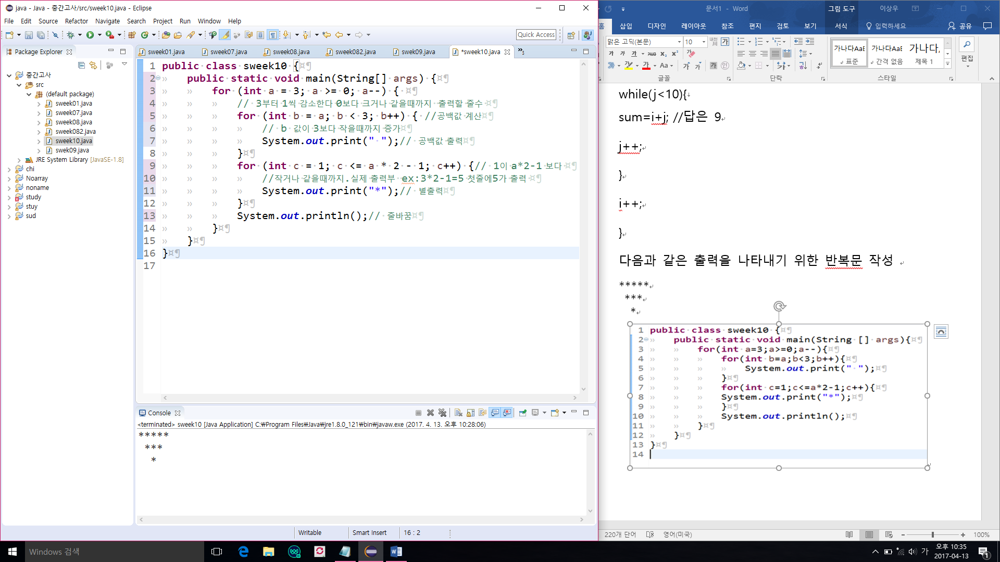 java - Java - 중간고사/src/sweek10.java - Eclipse
File Edit Source Refactor Navigate Search Project Run Window Help
Quick Access
Package Explorer
중간고사
src
(default package)
sweek01.java
sweek07.java
sweek08.java
sweek082.java
sweek10.java
swek09.java
JRE System Library [JavaSE-1.8]
chi
Noarray
noname
study
stuy
sud
sweek01.java sweek07.java sweek08.java sweek082.java swek09.java *sweek10.java »3
1 public class sweek10 {
2 public static void main(String[] args) {
3 for (int a = 3; a >= 0; a--) {
4 // 3부터 1씩 감소한다 0보다 크거나 같을때까지 출력할 줄수
5 for (int b = a; b < 3; b++) { //공백값 계산
6 // b 값이 3보다 작을때까지 증가
7 System.out.print(" ");// 공백값 출력
8 }
9 for (int c = 1; c <= a * 2 - 1; c++) {// 1이 a*2-1 보다
10 //작거나 같을때까지.실제 출력부 ex:3*2-1=5 첫줄에5가 출력
11 System.out.print("*");// 별출력
12 }
13 System.out.println();// 줄바꿈
14 }
15 }
16 }
17
Console
<terminated> sweek10 [Java Application] C:₩Program Files₩Java₩jre1.8.0_121₩bin₩javaw.exe (2017. 4. 13. 오후 10:28:06)
*****
***
*
Writable Smart Insert 16 : 2
문서1 - Word 그림 도구 이상우
홈 삽입 디자인 레이아웃 참조 편지 검토 보기 서식 입력하세요 공유
맑은 고딕(본문) 10
가나다AaE 가나다AaE 가나다
표준 간격 없음 제목 1
편집
글꼴 단락 스타일
while(j<10){
sum=i+j; //답은 9
j++;
}
i++;
}
다음과 같은 출력을 나타내기 위한 반복문 작성
*****
***
*
1 public class sweek10 {
2 public static void main(String [] args){
3 for(int a=3;a>=0;a--){
4 for(int b=a;b<3;b++){
5 System.out.print(" ");
6 }
7 for(int c=1;c<=a*2-1;c++){
8 System.out.print("*");
9 }
10 System.out.println();
11 }
12 }
13 }
14
220개 단어 영어(미국) 100%
Windows 검색
가 오후 10:35
2017-04-13
1